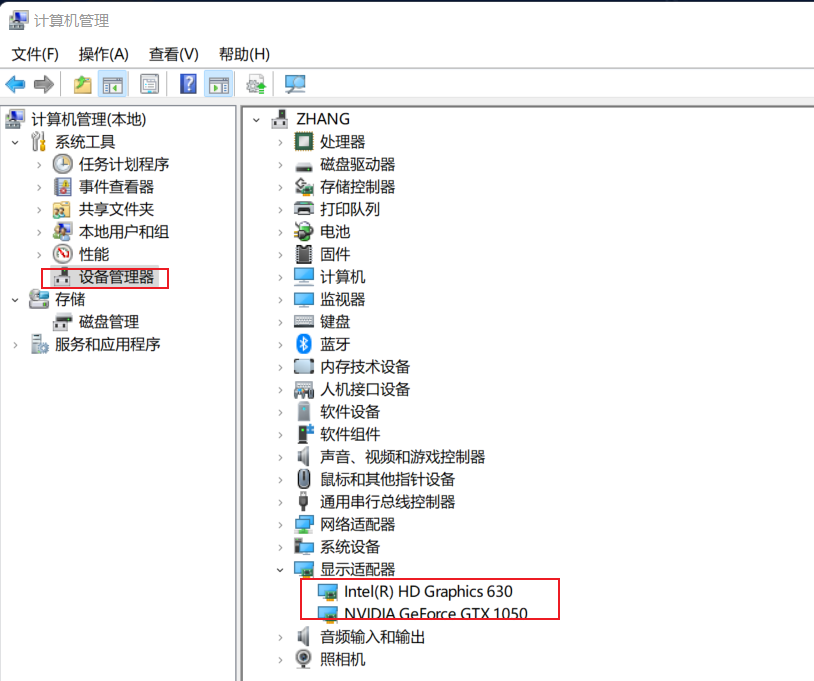 计算机管理
文件(F) 操作(A) 查看(V) 帮助(H)
计算机管理(本地)
系统工具
任务计划程序
事件查看器
共享文件夹
本地用户和组
性能
设备管理器
存储
磁盘管理
服务和应用程序
ZHANG
处理器
磁盘驱动器
存储控制器
打印队列
电池
固件
计算机
监视器
键盘
蓝牙
内存技术设备
人机接口设备
软件设备
软件组件
声音、视频和游戏控制器
鼠标和其他指针设备
通用串行总线控制器
网络适配器
系统设备
显示适配器
Intel(R) HD Graphics 630
NVIDIA GeForce GTX 1050
音频输入和输出
照相机